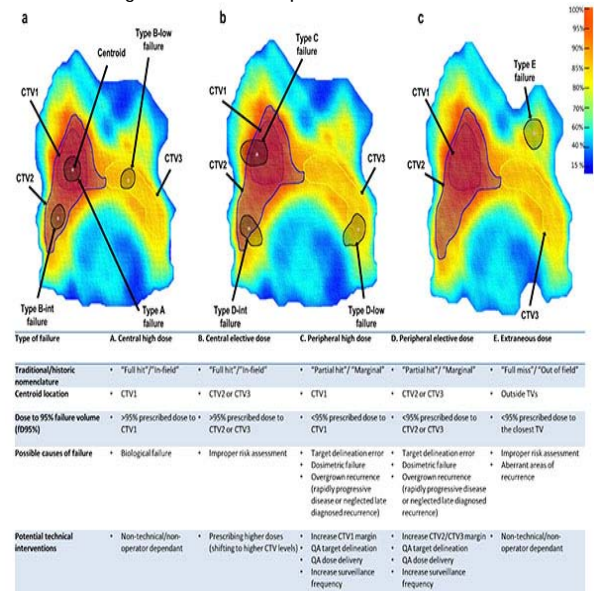 a
b
c
Type B-low
failure
Centroid
CTV1
CTV2
CTV3
Type B-int
failure
Type A
failure
Type C
failure
CTV1
CTV2
CTV3
Type D-int
failure
Type D-low
failure
Type E
failure
CTV1
CTV2
CTV3
100%
95%
90%
85%
80%
70%
60%
40 %
15 %
Type of failure A. Central high dose B. Central elective dose C. Peripheral high dose D. Peripheral elective dose E. Extraneous dose
Traditional/historic • "Full hit"/"In-field" • "Full hit"/"In-field" • "Partial hit"/ "Marginal" • "Partial hit"/ "Marginal" • "Full miss"/ "Out of field"
nomenclature
Centroid location • CTV1 • CTV2 or CTV3 • CTV1 • CTV2 or CTV3 • Outside TVs
Dose to 95% failure volume • >95% prescribed dose to • >95% prescribed dose to • <95% prescribed dose to • <95% prescribed dose to • <95% prescribed dose to
(fD95%) CTV1 CTV2 or CTV3 CTV1 CTV2 or CTV3 the closest TV
Possible causes of failure • Biological failure • Improper risk assessment • Target delineation error • Target delineation error • Improper risk assessment
• Dosimetric failure • Dosimetric failure • Aberrant areas of
• Overgrown recurrence • Overgrown recurrence recurrence
(rapidly progressive (rapidly progressive
disease or neglected late disease or neglected late
diagnosed recurrence) diagnosed recurrence)
Potential technical • Non-technical/non- • Prescribing higher doses • Increase CTV1 margin • Increase CTV2/CTV3 margin • Non-technical/non-
interventions operator dependant (shifting to higher CTV levels) • QA target delineation • QA target delineation operator dependant
• QA dose delivery • QA dose delivery
• Increase surveillance • Increase surveillance
frequency frequency